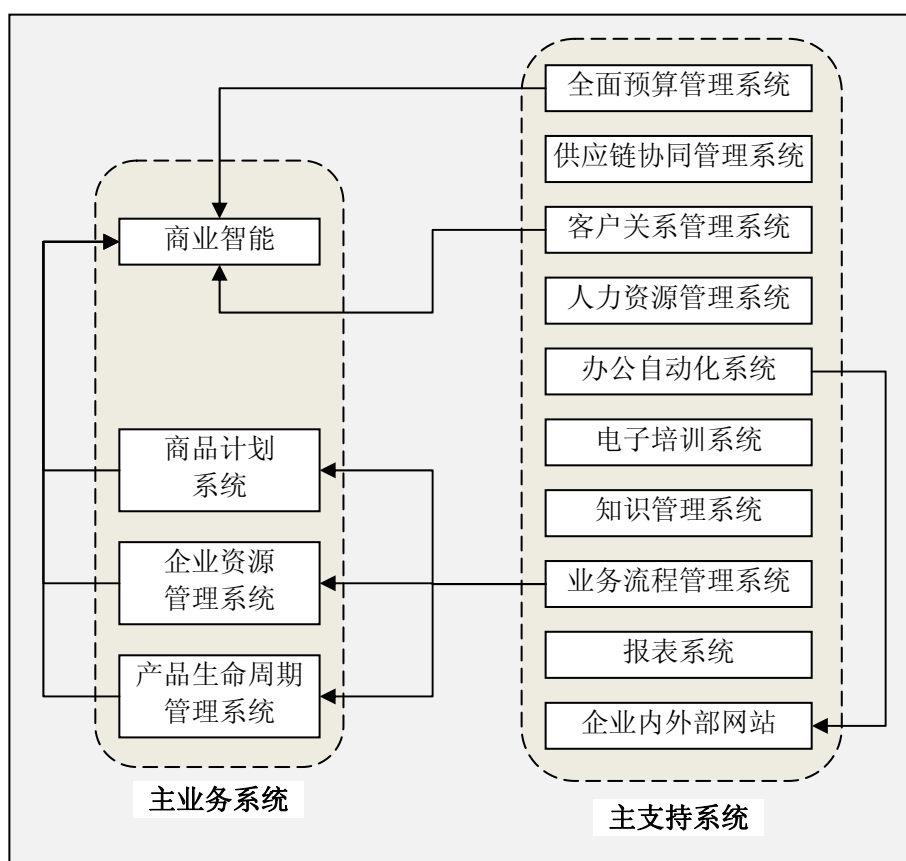 商业智能
商品计划
系统
企业资源
管理系统
产品生命周期
管理系统
主业务系统
全面预算管理系统
供应链协同管理系统
客户关系管理系统
人力资源管理系统
办公自动化系统
电子培训系统
知识管理系统
业务流程管理系统
报表系统
企业内外部网站
主支持系统